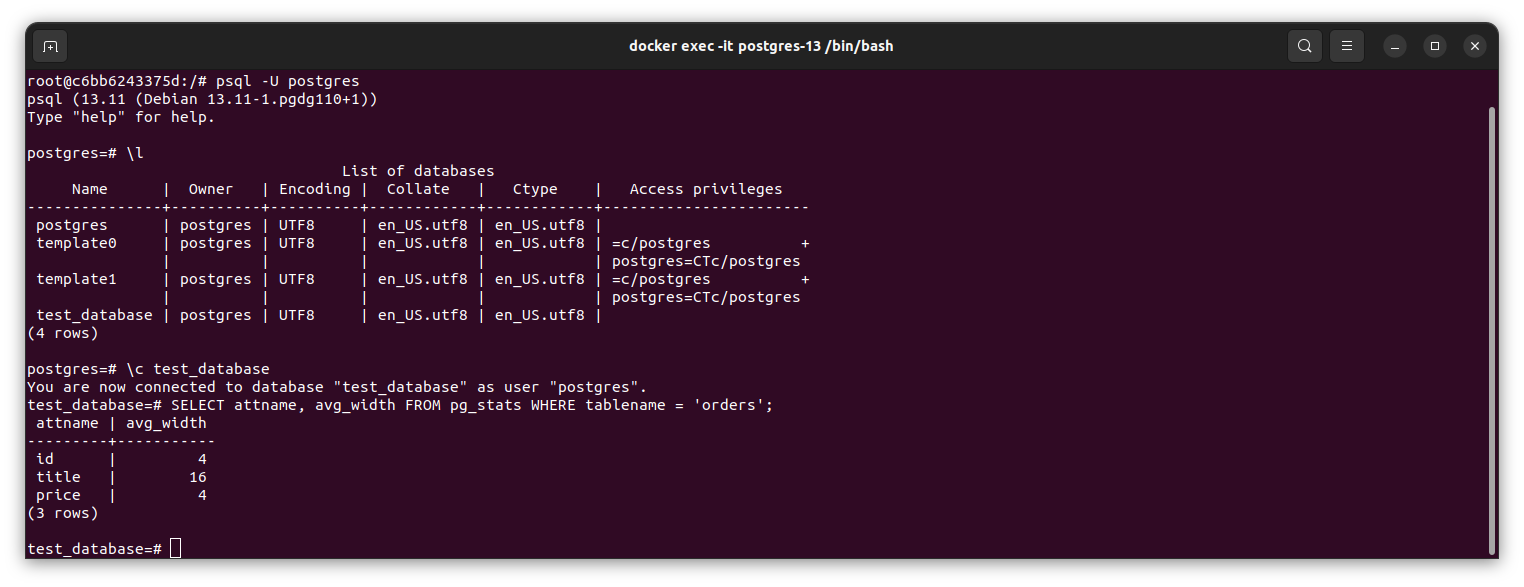 docker exec -it postgres-13 /bin/bash
root@c6bb6243375d:/# psql -U postgres
psql (13.11 (Debian 13.11-1.pgdg110+1))
Type "help" for help.

postgres=# \l
                                   List of databases
     Name      |  Owner   | Encoding |  Collate   |   Ctype    |   Access privileges
---------------+----------+----------+------------+------------+-----------------------
 postgres      | postgres | UTF8     | en_US.utf8 | en_US.utf8 |
 template0     | postgres | UTF8     | en_US.utf8 | en_US.utf8 | =c/postgres          +
               |          |          |            |            | postgres=CTc/postgres
 template1     | postgres | UTF8     | en_US.utf8 | en_US.utf8 | =c/postgres          +
               |          |          |            |            | postgres=CTc/postgres
 test_database | postgres | UTF8     | en_US.utf8 | en_US.utf8 |
(4 rows)

postgres=# \c test_database
You are now connected to database "test_database" as user "postgres".
test_database=# SELECT attname, avg_width FROM pg_stats WHERE tablename = 'orders';
 attname | avg_width
---------+-----------
 id      |         4
 title   |        16
 price   |         4
(3 rows)

test_database=#